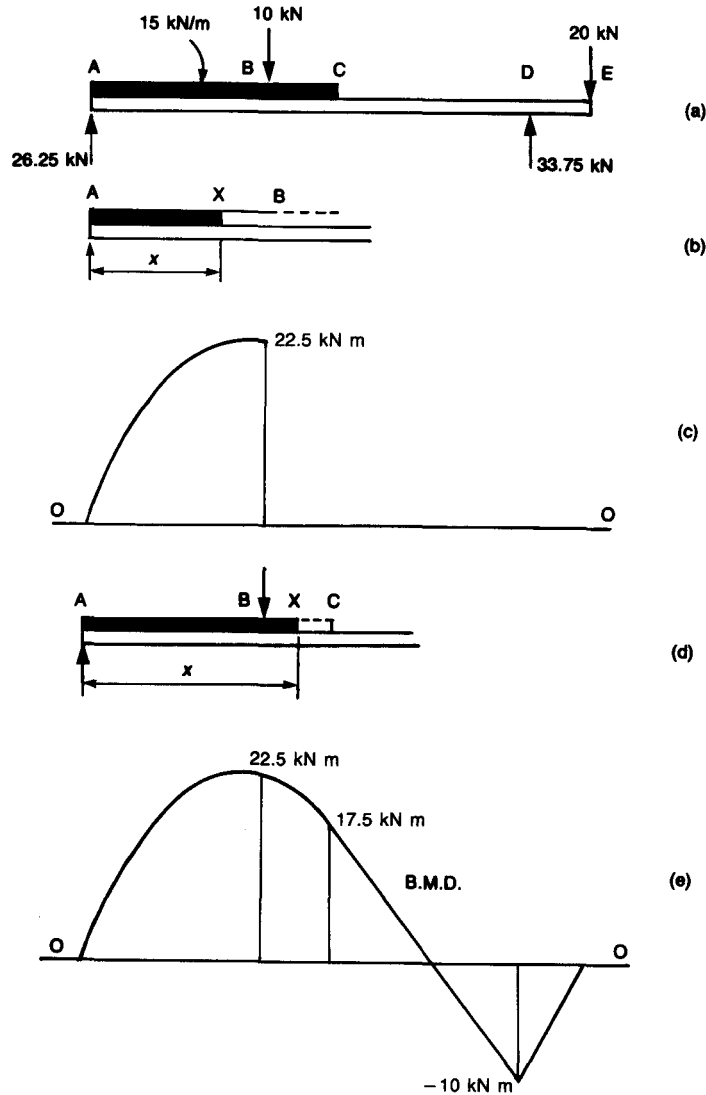 10 kN
15 kN/m
20 kN
A B C D E
(a)
26.25 kN 33.75 kN
A X B
(b)
x
22.5 kN m
(c)
O O
A B X C
(d)
x
22.5 kN m
17.5 kN m
B.M.D.
(e)
O O
−10 kN m